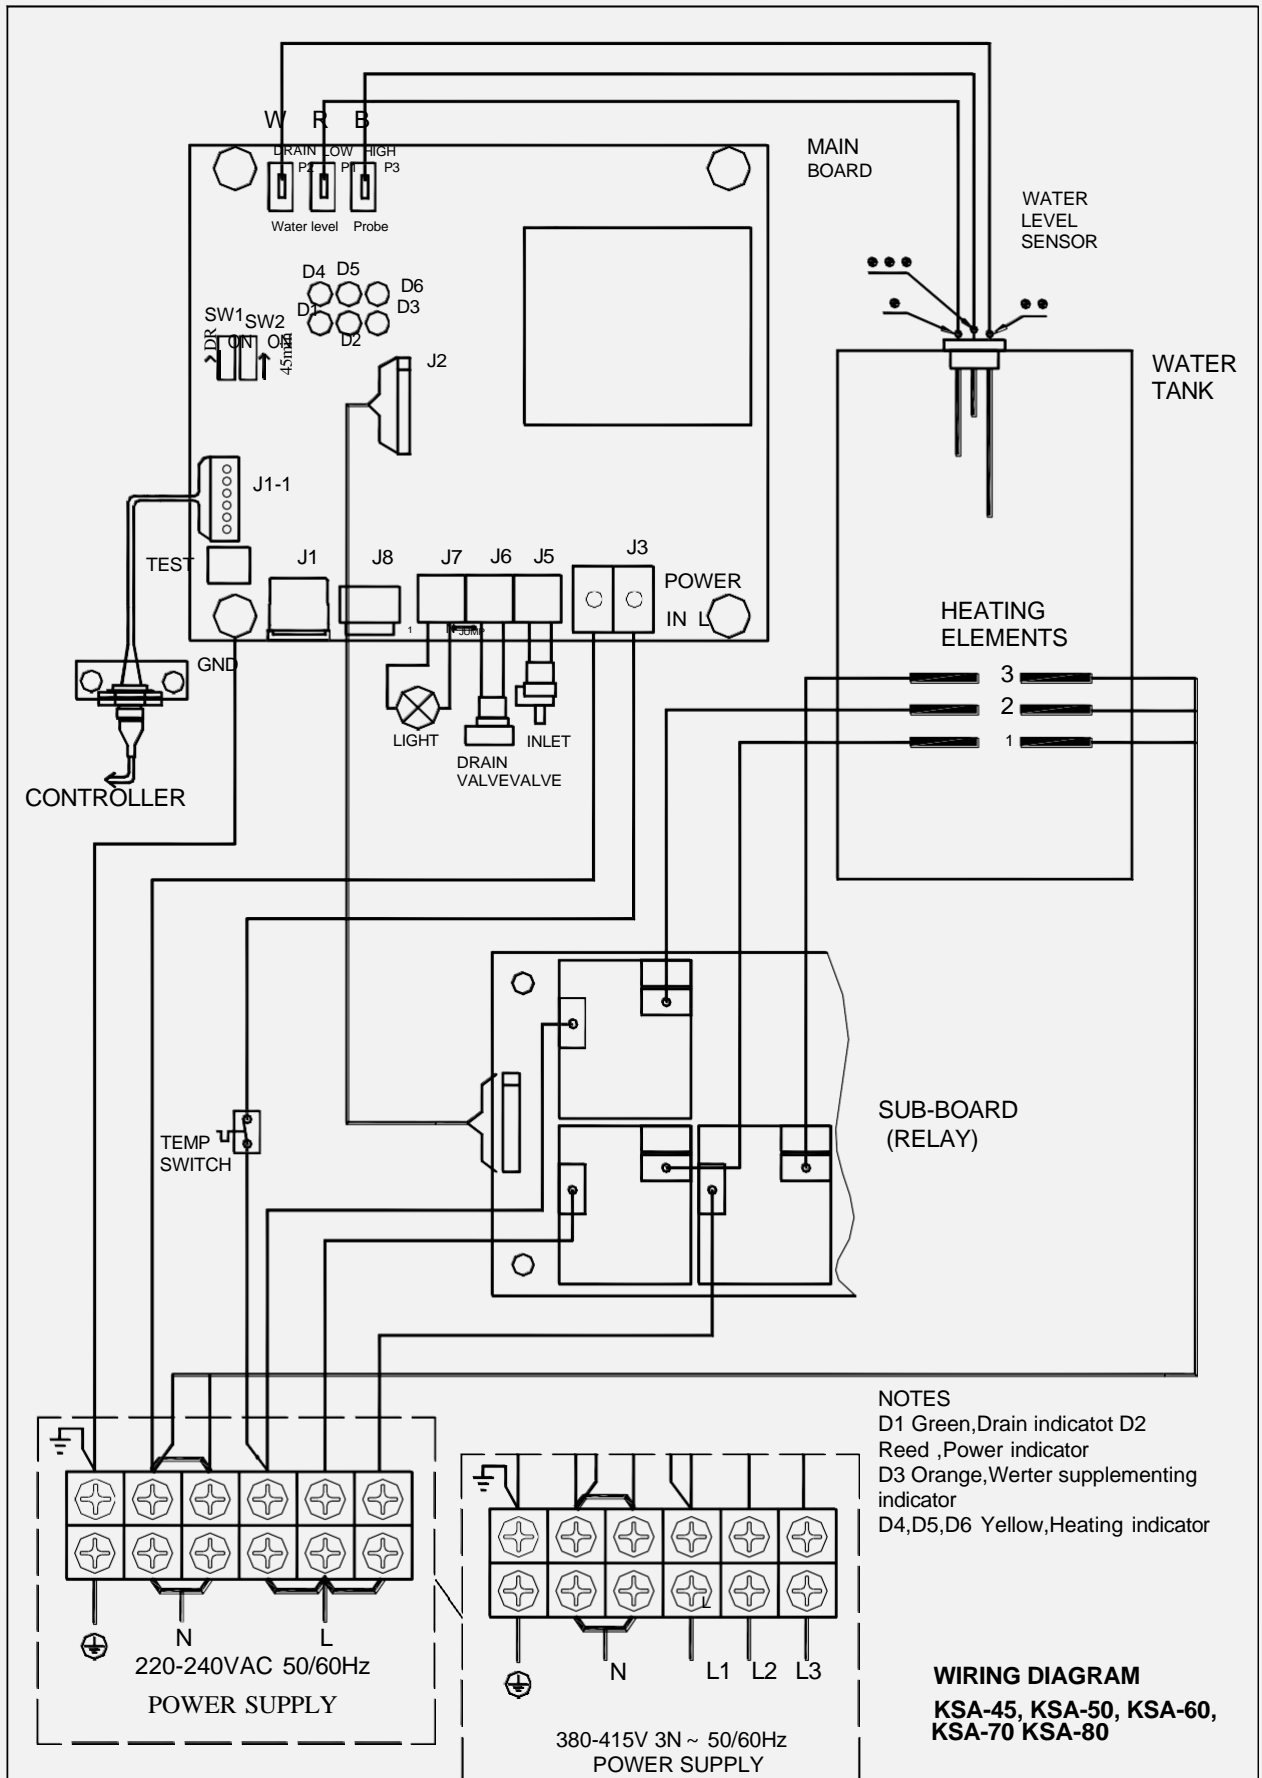 W R B
DRAIN LOW HIGH
P2 P1 P3
Water level Probe
MAIN
BOARD
WATER
LEVEL
SENSOR
D4 D5 D6
D1 D2 D3
SW1 SW2
DR ON ON 45min
J2
WATER
TANK
J1-1
TEST
J1 J8 J7 J6 J5 J3
POWER
IN L
1 JUMP
GND
HEATING
ELEMENTS
3
2
1
LIGHT
DRAIN
VALVEVALVE
INLET
CONTROLLER
TEMP
SWITCH
SUB-BOARD
(RELAY)
NOTES
D1 Green,Drain indicatot D2
Reed ,Power indicator
D3 Orange,Werter supplementing
indicator
D4,D5,D6 Yellow,Heating indicator
N L
220-240VAC 50/60Hz
POWER SUPPLY
L
N L1 L2 L3
380-415V 3N ~ 50/60Hz
POWER SUPPLY
WIRING DIAGRAM
KSA-45, KSA-50, KSA-60,
KSA-70 KSA-80